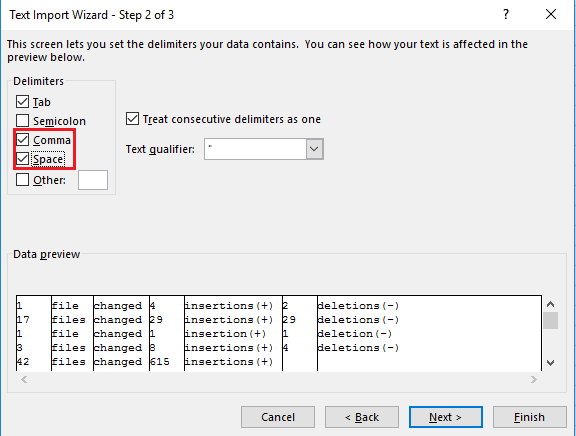 Text Import Wizard - Step 2 of 3
This screen lets you set the delimiters your data contains. You can see how your text is affected in the
preview below.
Delimiters
Tab
Semicolon
Comma
Space
Other:
Treat consecutive delimiters as one
Text qualifier: "
Data preview
1 file changed 4 insertions(+) 2 deletions(-)
17 files changed 29 insertions(+) 29 deletions(-)
1 file changed 1 insertion(+) 1 deletion(-)
3 files changed 8 insertions(+) 4 deletions(-)
42 files changed 615 insertions(+)
Cancel < Back Next > Finish